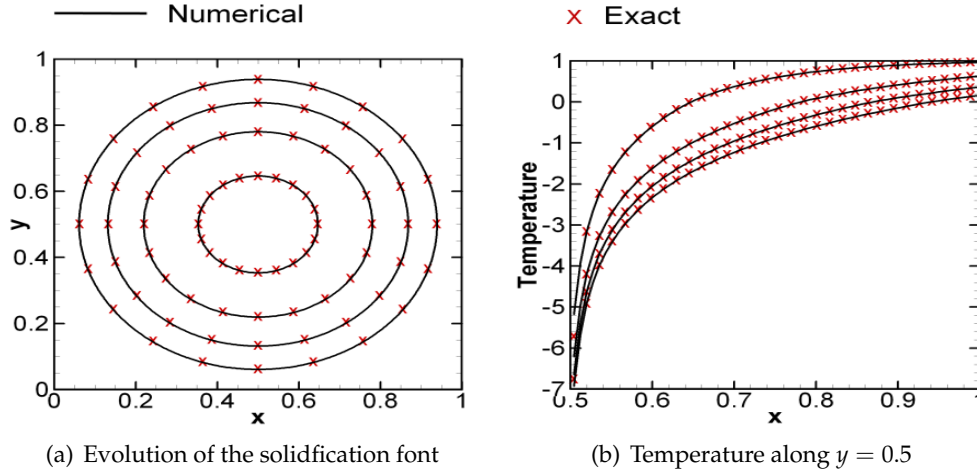 Numerical
× Exact
1
0.8
0.6
y
0.4
0.2
0
0 0.2 0.4 0.6 0.8 1
x
1
0
-1
-2
-3
Temperature
-4
-5
-6
-7
0.5 0.6 0.7 0.8 0.9 1
x
(a) Evolution of the solidfication font
(b) Temperature along y = 0.5